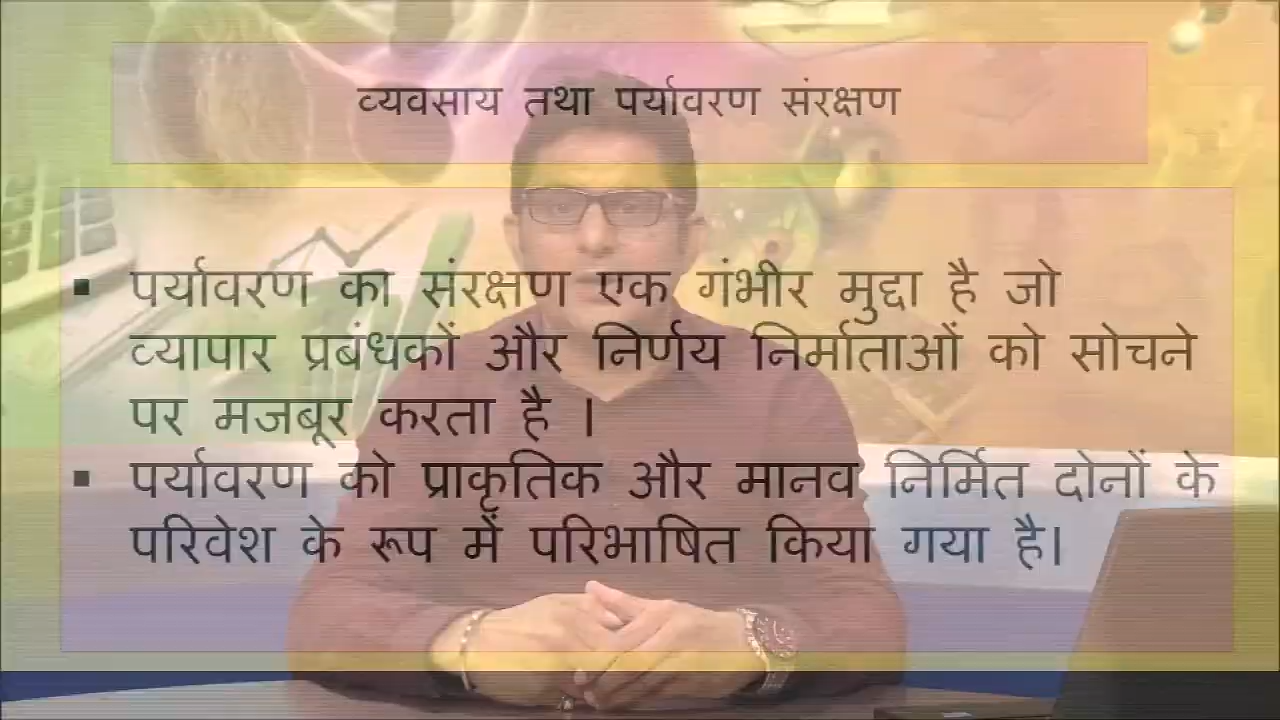 व्यवसाय तथा पर्यावरण संरक्षण
▪ पर्यावरण का संरक्षण एक गंभीर मुद्दा है जो
व्यापार प्रबंधकों और निर्णय निर्माताओं को सोचने
पर मजबूर करता है ।
▪ पर्यावरण को प्राकृतिक और मानव निर्मित दोनों के
परिवेश के रूप में परिभाषित किया गया है।